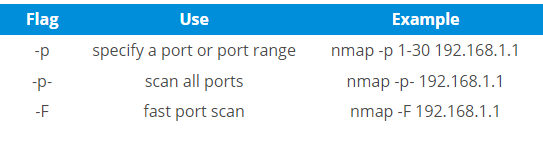 Flag Use Example
-p specify a port or port range nmap -p 1-30 192.168.1.1
-p- scan all ports nmap -p- 192.168.1.1
-F fast port scan nmap -F 192.168.1.1